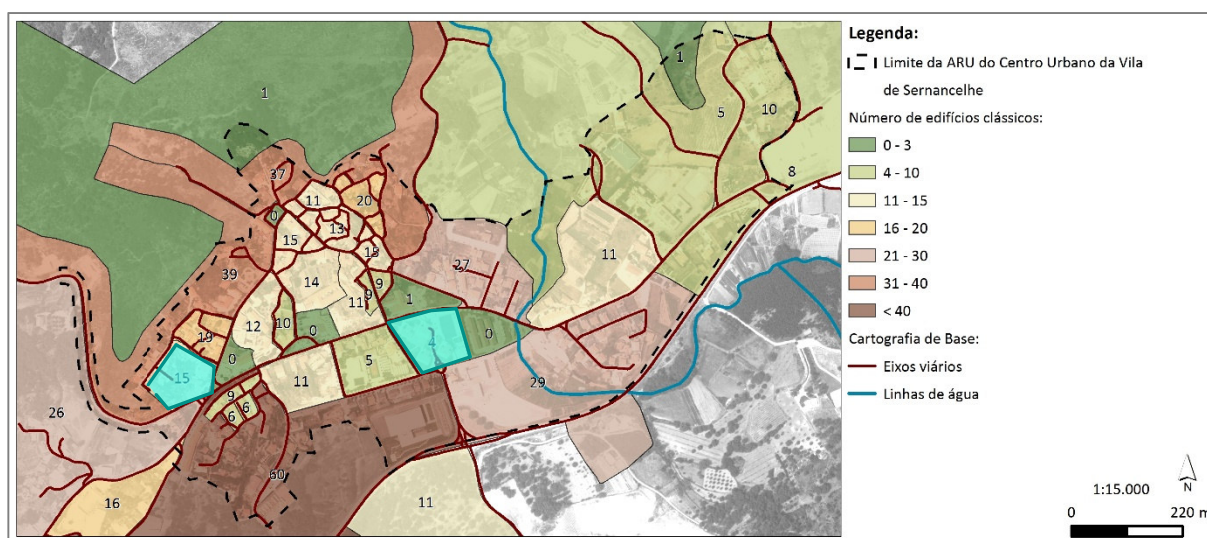 Legenda:
Limite da ARU do Centro Urbano da Vila
de Sernancelhe
Número de edifícios clássicos:
0 - 3
4 - 10
11 - 15
16 - 20
21 - 30
31 - 40
< 40
Cartografia de Base:
Eixos viários
Linhas de água
1:15.000
N
0 220 m
1
1
5
10
8
37
11
20
0
13
15
15
39
27
11
14
9
9
11
1
12
10
0
0
19
0
5
15
11
29
9
6
6
26
60
16
11